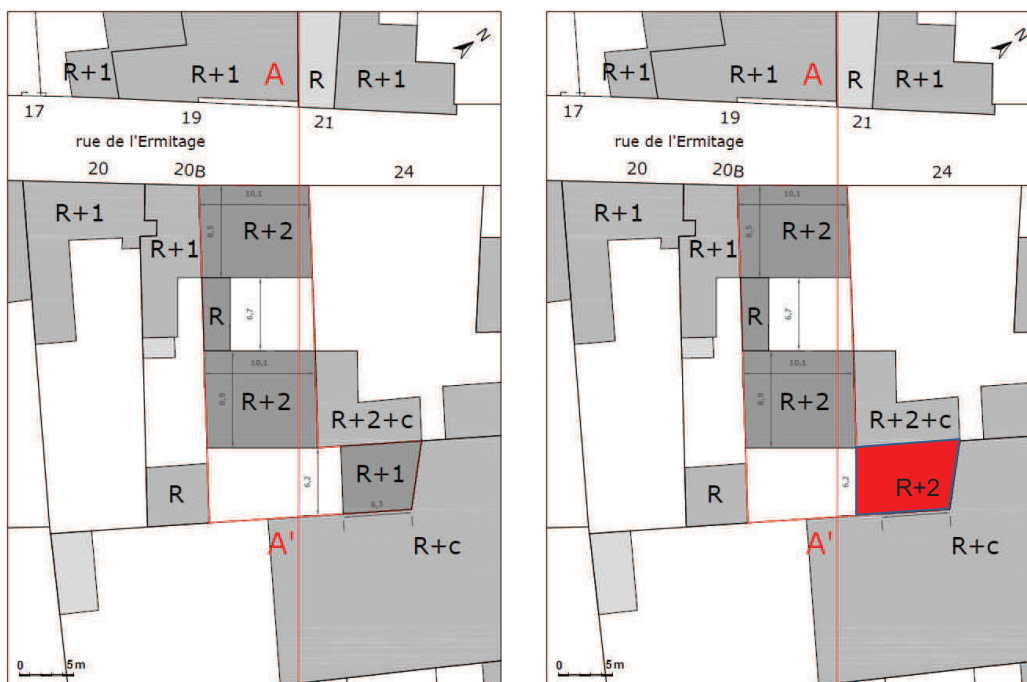 N
R+1
R+1
A
R
R+1
17
19
21
rue de l'Ermitage
20
20B
24
R+1
R+1
10,1
8,5
R+2
R
6,7
10,1
8,9
R+2
R+2+c
R
6,2
R+1
6,3
A'
R+c
0 5m
N
R+1
R+1
A
R
R+1
17
19
21
rue de l'Ermitage
20
20B
24
R+1
R+1
10,1
8,5
R+2
R
6,7
10,1
8,9
R+2
R+2+c
R
6,2
R+2
A'
R+c
0 5m